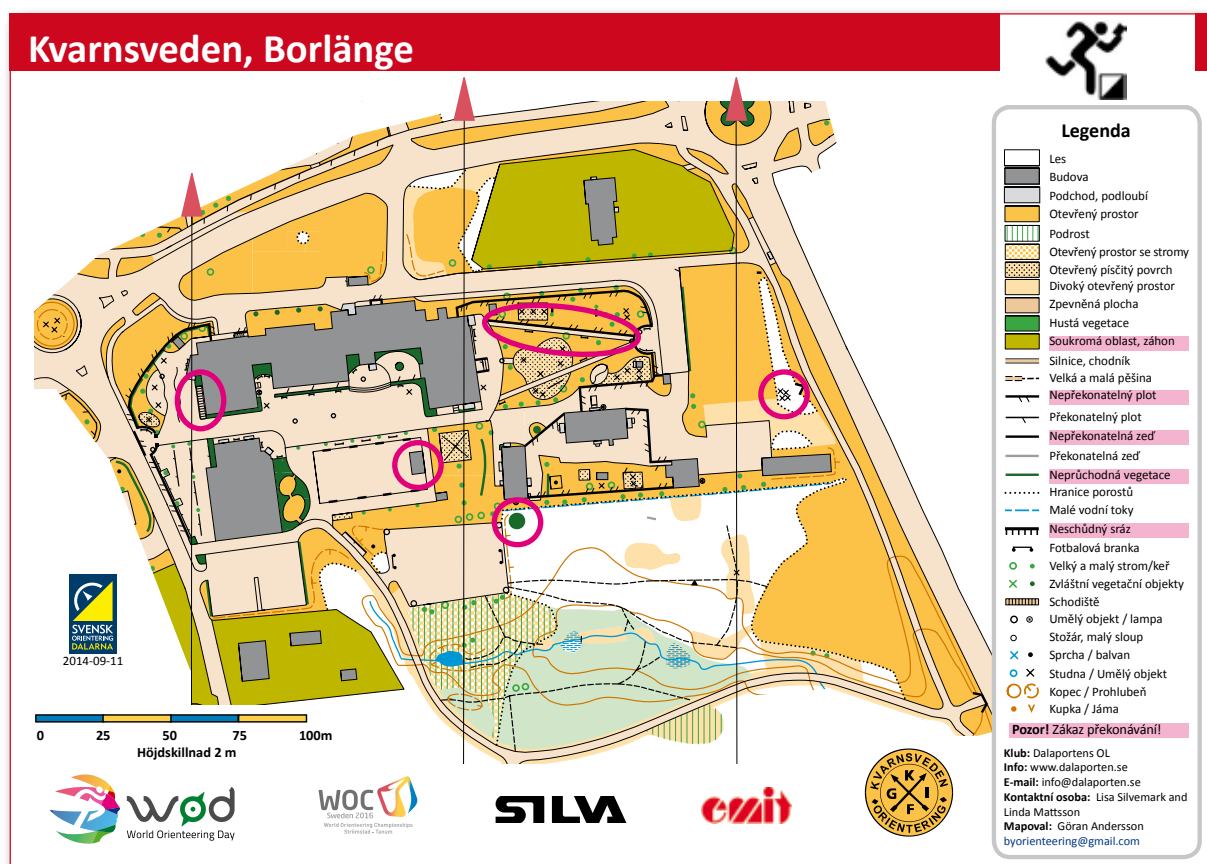 Kvarnsveden, Borlänge
Legenda
Les
Budova
Podchod, podloubí
Otevřený prostor
Podrost
Otevřený prostor se stromy
Otevřený písčitý povrch
Divoký otevřený prostor
Zpevněná plocha
Hustá vegetace
Soukromá oblast, záhon
Silnice, chodník
Velká a malá pěšina
Nepřekonatelný plot
Překonatelný plot
Nepřekonatelná zeď
Překonatelná zeď
Neprůchodná vegetace
Hranice porostů
Malé vodní toky
Neschůdný sráz
Fotbalová branka
Velký a malý strom/keř
Zvláštní vegetační objekty
Schodiště
Umělý objekt / lampa
Stožár, malý sloup
Sprcha / balvan
Studna / Umělý objekt
Kopec / Prohlubeň
Kupka / Jáma
Pozor! Zákaz překonávání!
Klub: Dalaportens OL
Info: www.dalaporten.se
E-mail: info@dalaporten.se
Kontaktní osoba: Lisa Silvemark and
Linda Mattsson
Mapoval: Göran Andersson
byorienteering@gmail.com
SVENSK
ORIENTERING
DALARNA
2014-09-11
0 25 50 75 100m
Höjdskillnad 2 m
wod
World Orienteering Day
WOC
Sweden 2016
World Orienteering Championships
Strömstad - Tanum
SILVA
emit
KVARNSVEDEN
K
G I
F
ORIENTERING